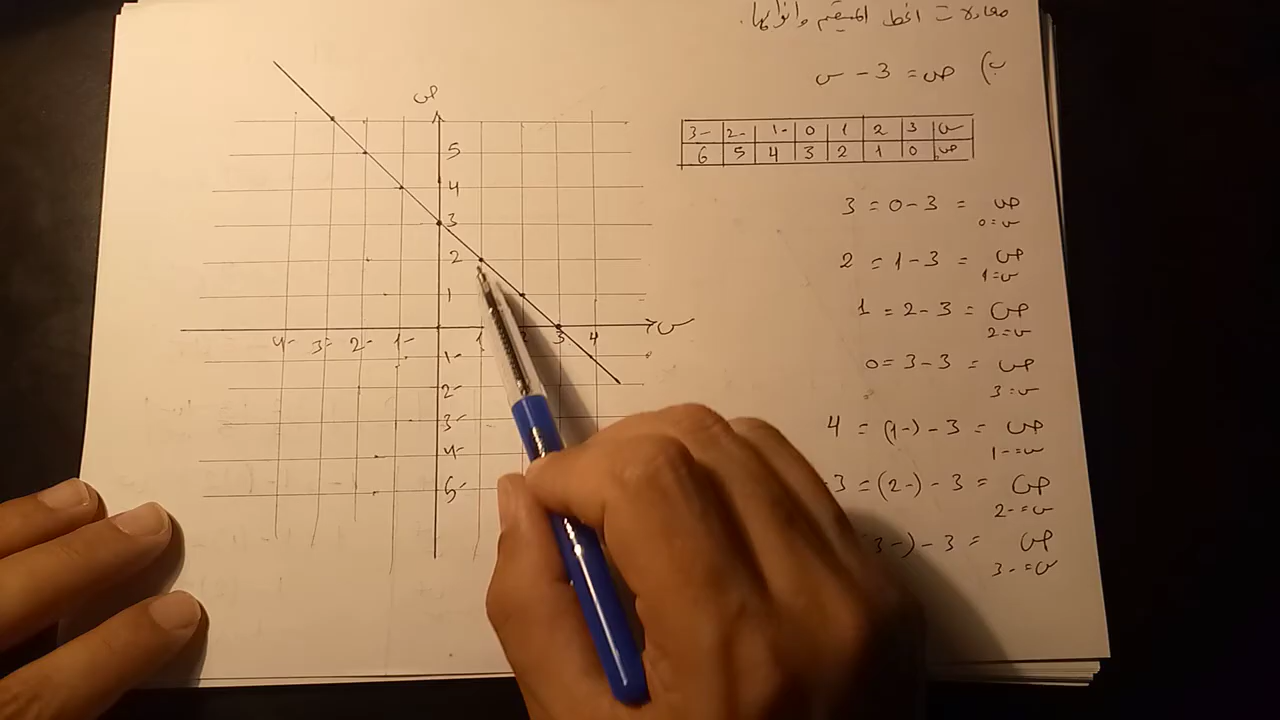 معادلة = الخط المستقيم وانواعها.
ب) ص = 3 - س
س 3 2 1 0 1- 2- 3-
ص 0 1 2 3 4 5 6
ص = 3 - 0 = 3
س=0
ص = 3 - 1 = 2
س=1
ص = 3 - 2 = 1
س=2
ص = 3 - 3 = 0
س=3
ص = 3 - (1-) = 4
س=-1
ص = 3 - (2-) = 3
س=-2
ص = 3 - (3-)
س=-3
ص
5
4
3
2
1
س
4- 3- 2- 1- 1 2 3 4
1-
2-
3-
4-
5-